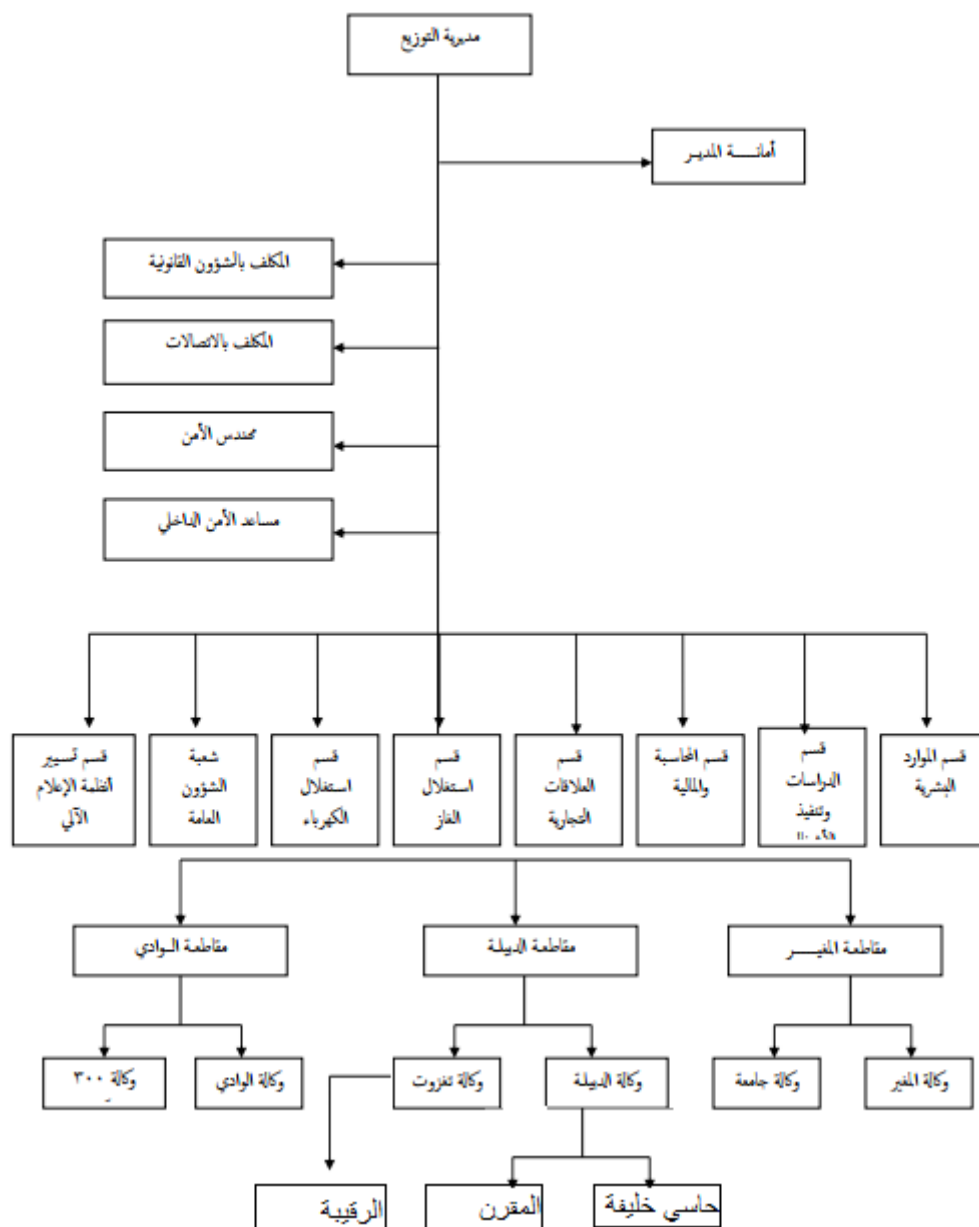 مديرية التوزيع
أمانـــــة المديـر
المكلف بالشؤون القانونية
المكلف بالاتصالات
مهندس الأمن
مساعد الأمن الداخلي
قسم الموارد
البشرية
قسم
الدراسات
وتنفيذ
قسم المحاسبة
والمالية
قسم
العلاقات
التجارية
قسم
استغلال
الغاز
قسم
استغلال
الكهرباء
شعبة
الشؤون
العامة
قسم تسيير
أنظمة الإعلام
الآلي
مقاطعة المغيـــــر
مقاطعة الدبيلة
مقاطعة الـوادي
وكالة المغير
وكالة جامعة
وكالة الدبيلة
وكالة تغزوت
وكالة الوادي
وكالة ٣٠٠
حاسي خليفة
المقرن
الرقيبة